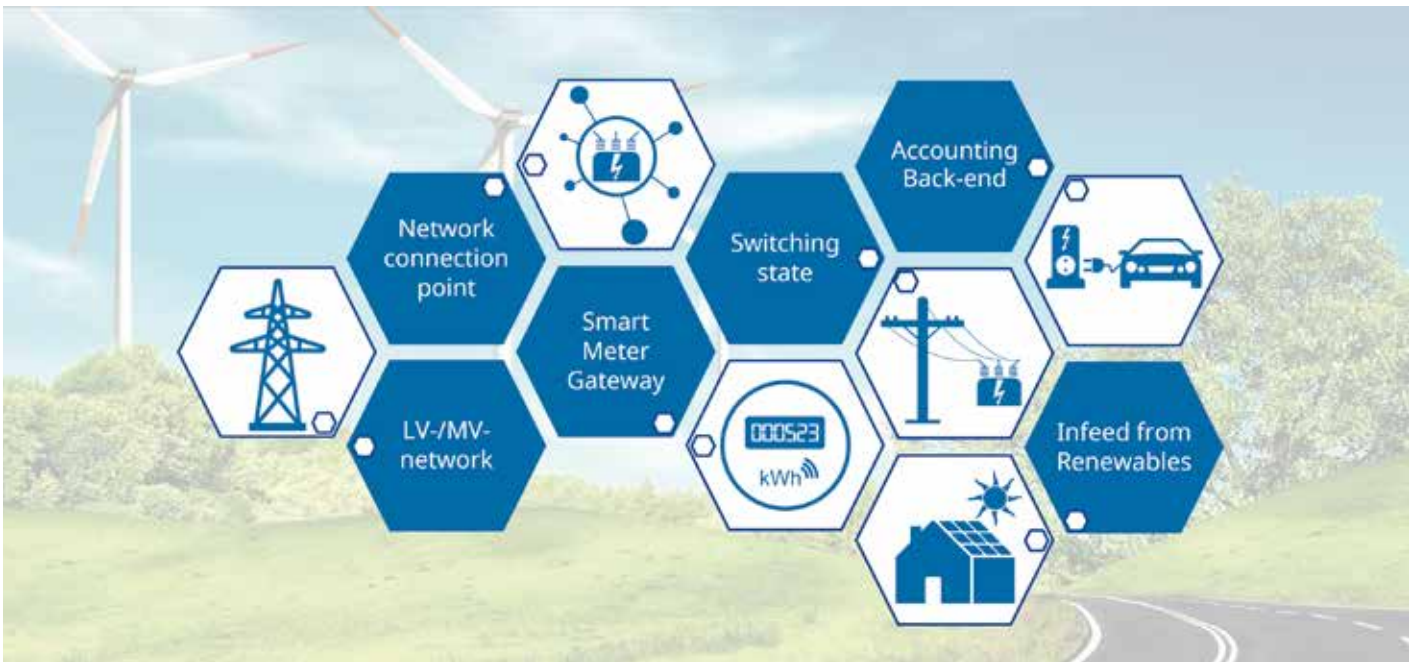 Accounting
Back-end
Network
connection
point
Switching
state
Smart
Meter
Gateway
LV-/MV-
network
000523
kWh
Infeed from
Renewables